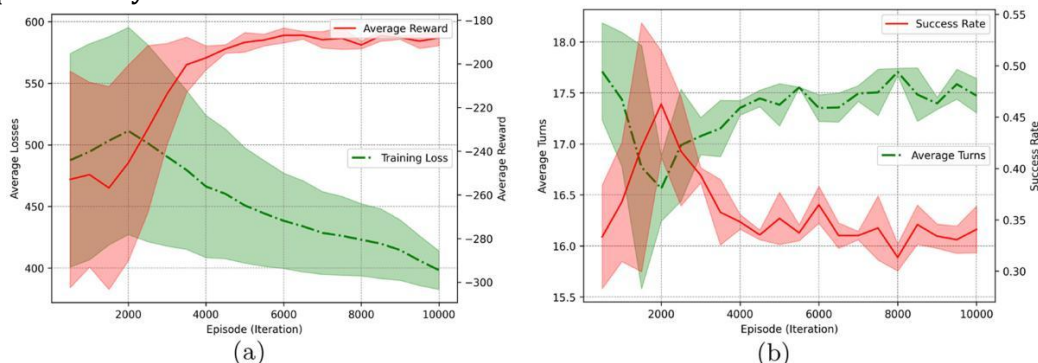 600
550
500
450
400
Average Losses
2000
4000
6000
8000
10000
Episode (Iteration)
-180
-200
-220
-240
-260
-280
-300
Average Reward
Average Reward
Training Loss
(a)
18.0
17.5
17.0
16.5
16.0
15.5
Average Turns
2000
4000
6000
8000
10000
Episode (Iteration)
0.55
0.50
0.45
0.40
0.35
0.30
Success Rate
Success Rate
Average Turns
(b)